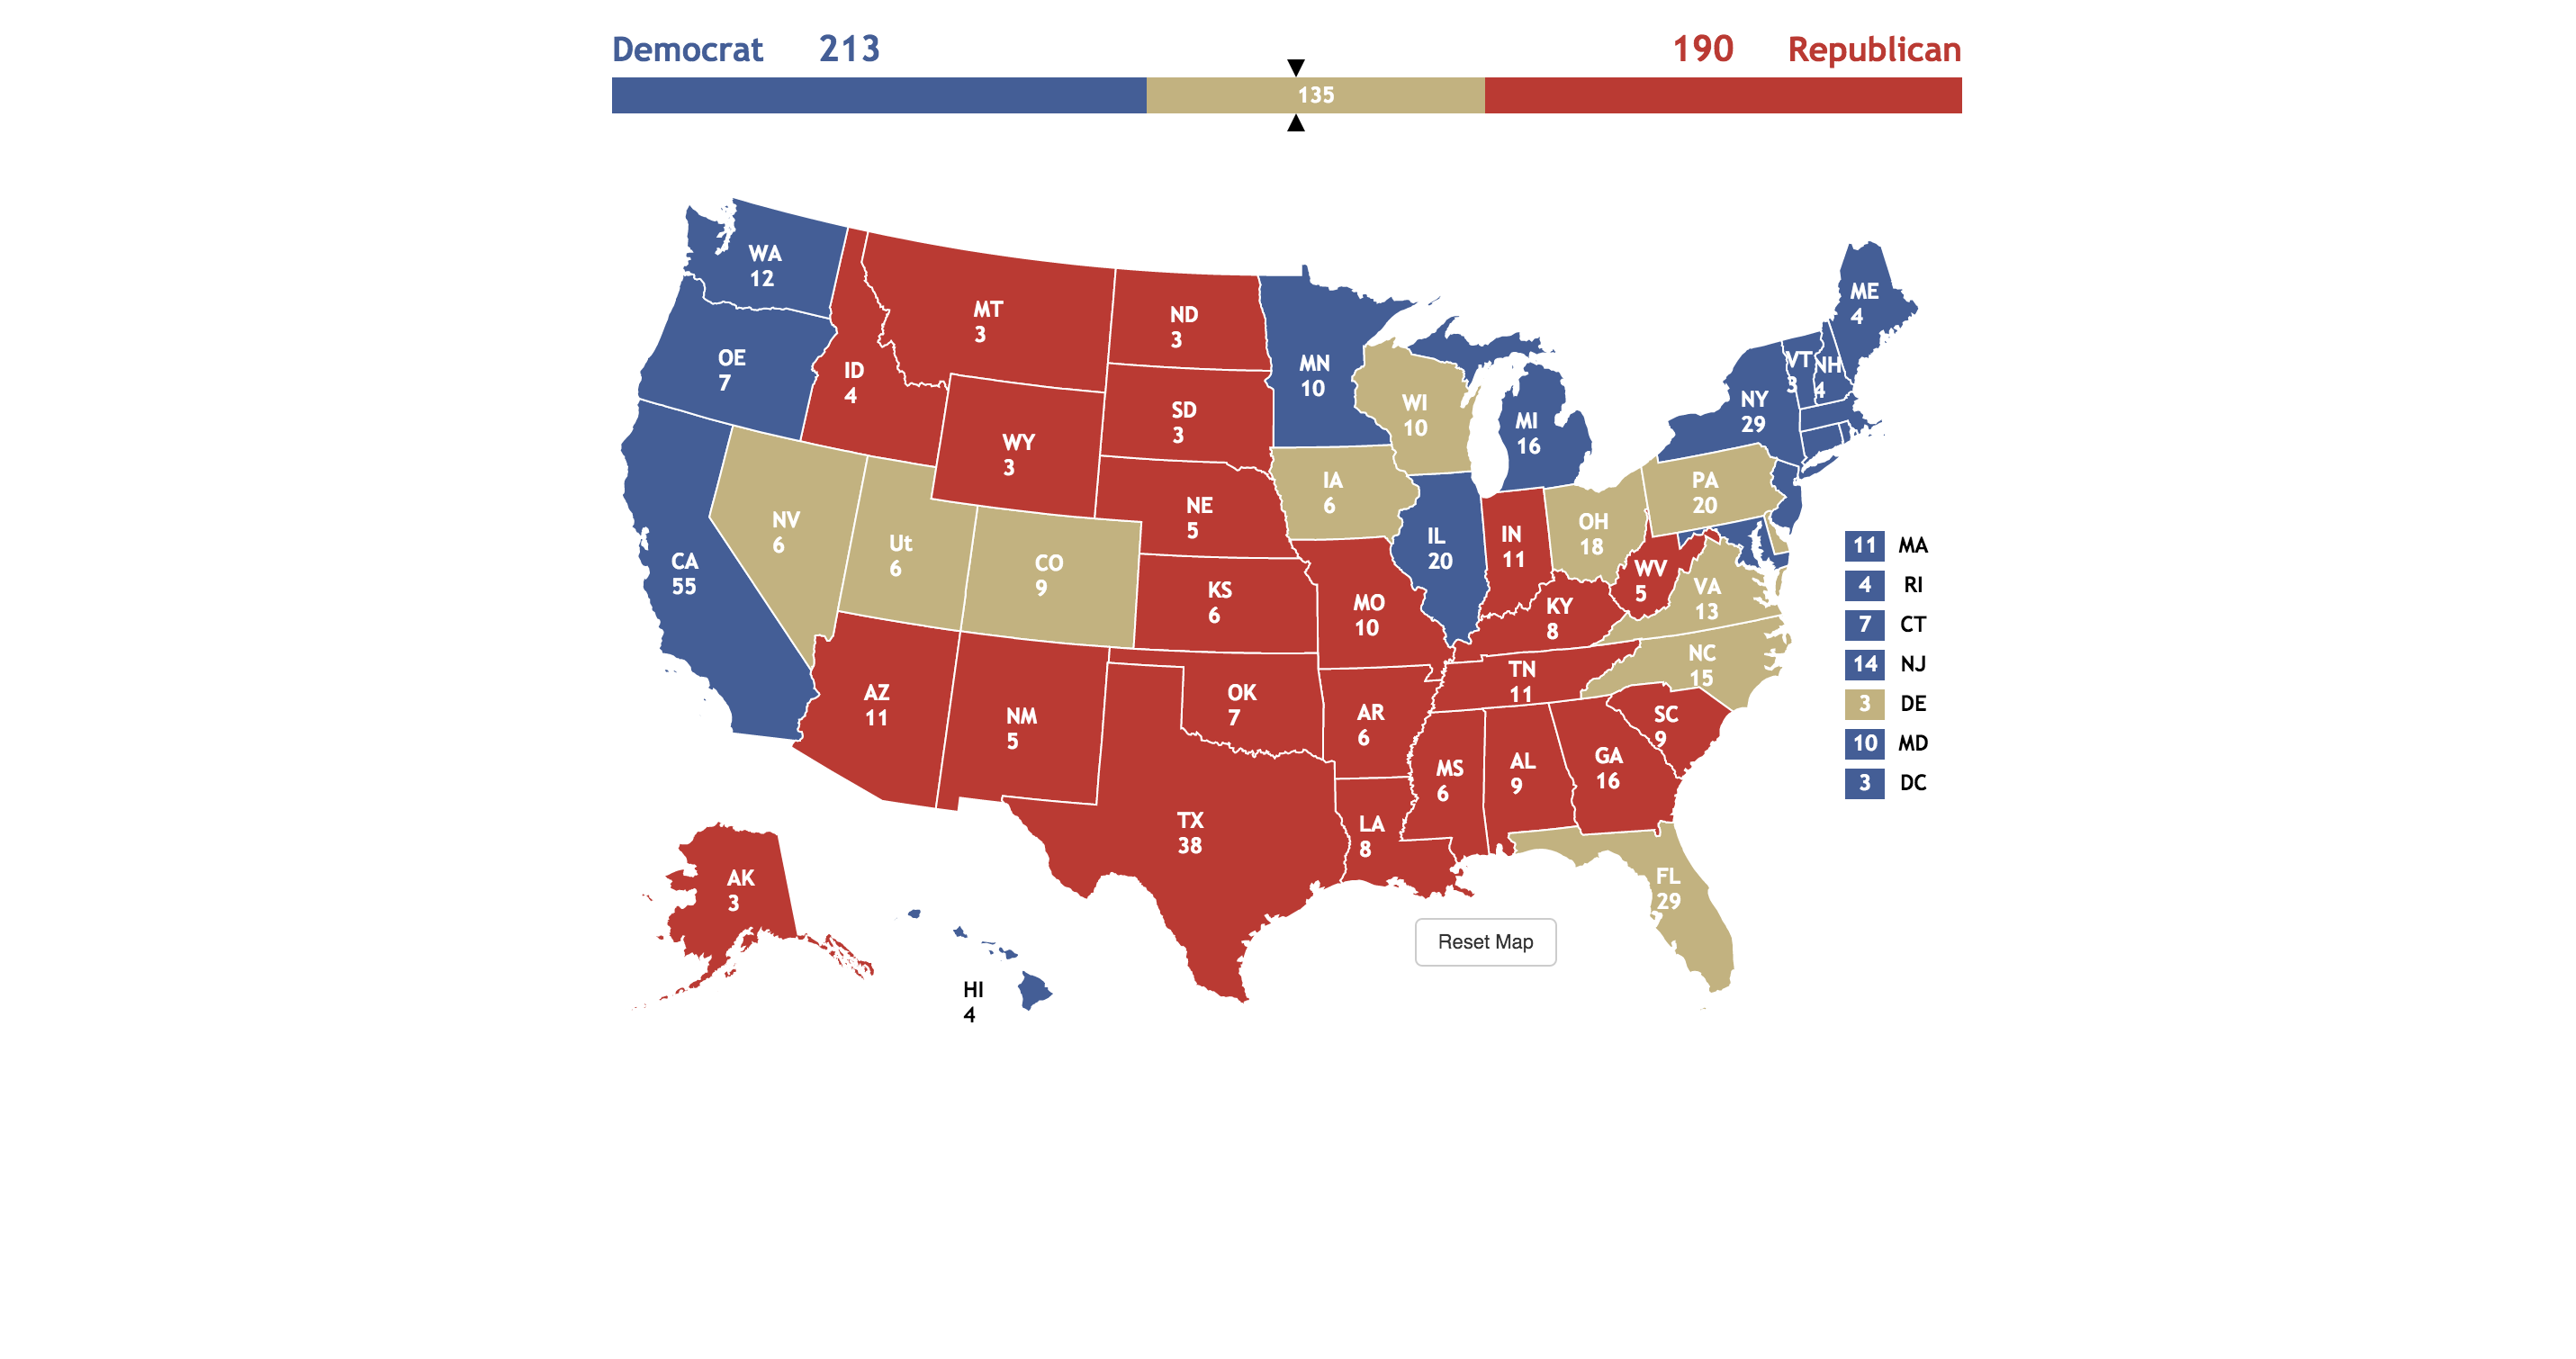 Democrat 213 190 Republican
135
WA
12
OE
7
CA
55
NV
6
ID
4
MT
3
WY
3
Ut
6
CO
9
AZ
11
NM
5
ND
3
SD
3
NE
5
KS
6
OK
7
TX
38
MN
10
IA
6
MO
10
AR
6
LA
8
WI
10
IL
20
MI
16
IN
11
OH
18
KY
8
TN
11
MS
6
AL
9
GA
16
SC
9
NC
15
VA
13
WV
5
PA
20
NY
29
VT
3
NH
4
ME
4
FL
29
11 MA
4 RI
7 CT
14 NJ
3 DE
10 MD
3 DC
AK
3
HI
4
Reset Map